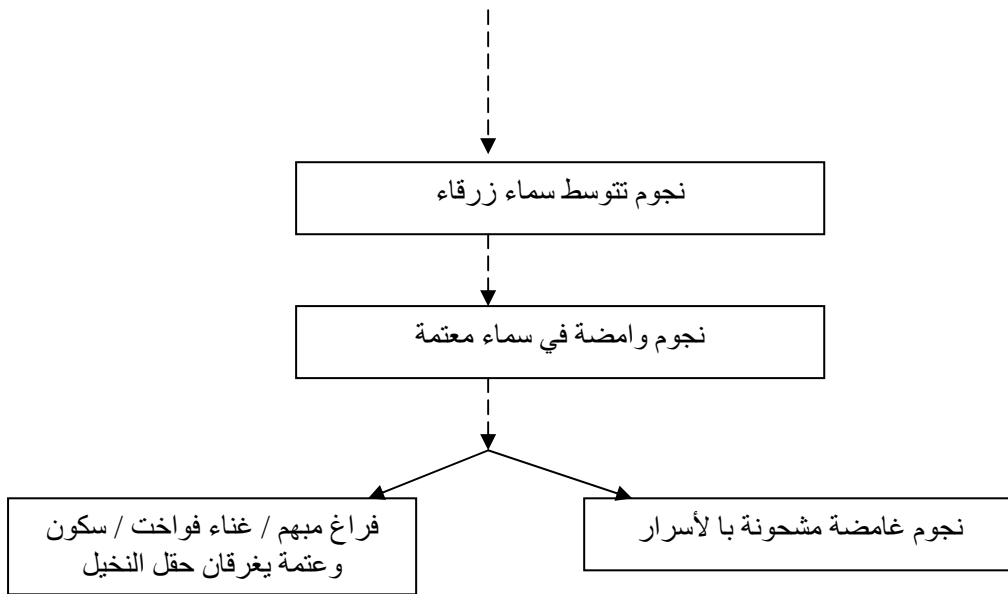 نجوم تتوسط سماء زرقاء
نجوم وامضة في سماء معتمة
نجوم غامضة مشحونة با لأسرار
فراغ مبهم / غناء فواخت / سكون
وعتمة يغرقان حقل النخيل